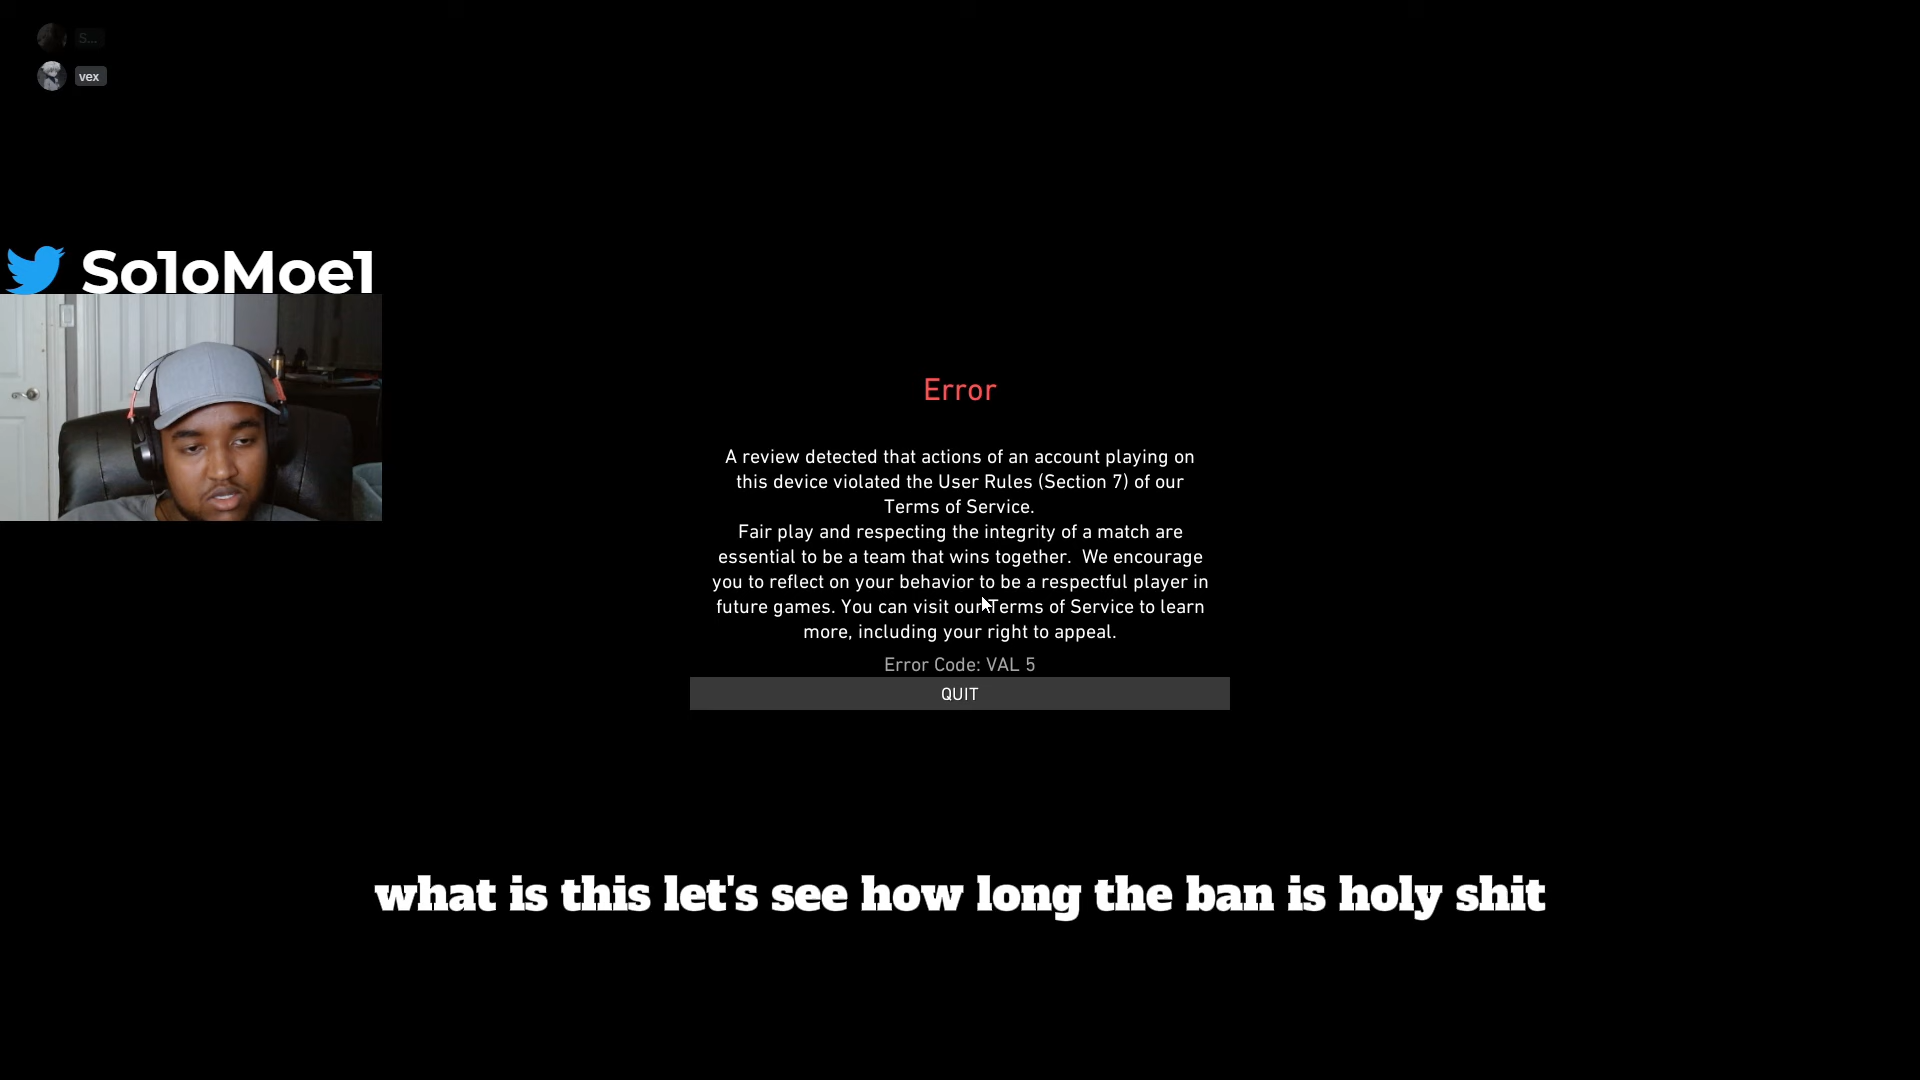 S...
vex
So1oMoe1
Error
A review detected that actions of an account playing on
this device violated the User Rules (Section 7) of our
Terms of Service.
Fair play and respecting the integrity of a match are
essential to be a team that wins together.  We encourage
you to reflect on your behavior to be a respectful player in
future games. You can visit our Terms of Service to learn
more, including your right to appeal.
Error Code: VAL 5
QUIT
what is this let's see how long the ban is holy shit